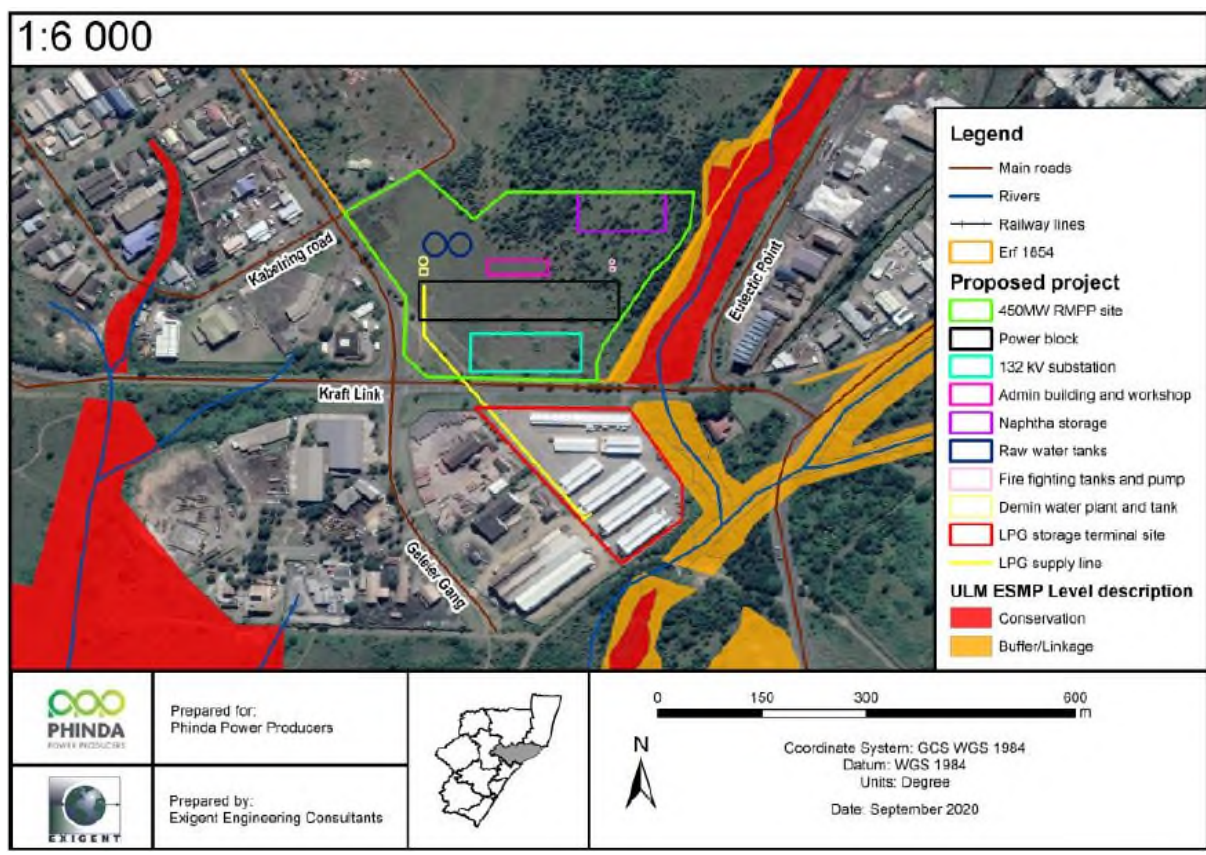 1:6 000
Kabelring road
Eutectic Point
Kraft Link
Geleier Gang
Legend
Main roads
Rivers
Railway lines
Erf 1854
Proposed project
450MW RMPP site
Power block
132 kV substation
Admin building and workshop
Naphtha storage
Raw water tanks
Fire fighting tanks and pump
Demin water plant and tank
LPG storage terminal site
LPG supply line
ULM ESMP Level description
Conservation
Buffer/Linkage
PHINDA
POWER PRODUCERS
Prepared for:
Phinda Power Producers
EXIGENT
Prepared by:
Exigent Engineering Consultants
0 150 300 600
m
N
Coordinate System: GCS WGS 1984
Datum: WGS 1984
Units: Degree
Date: September 2020